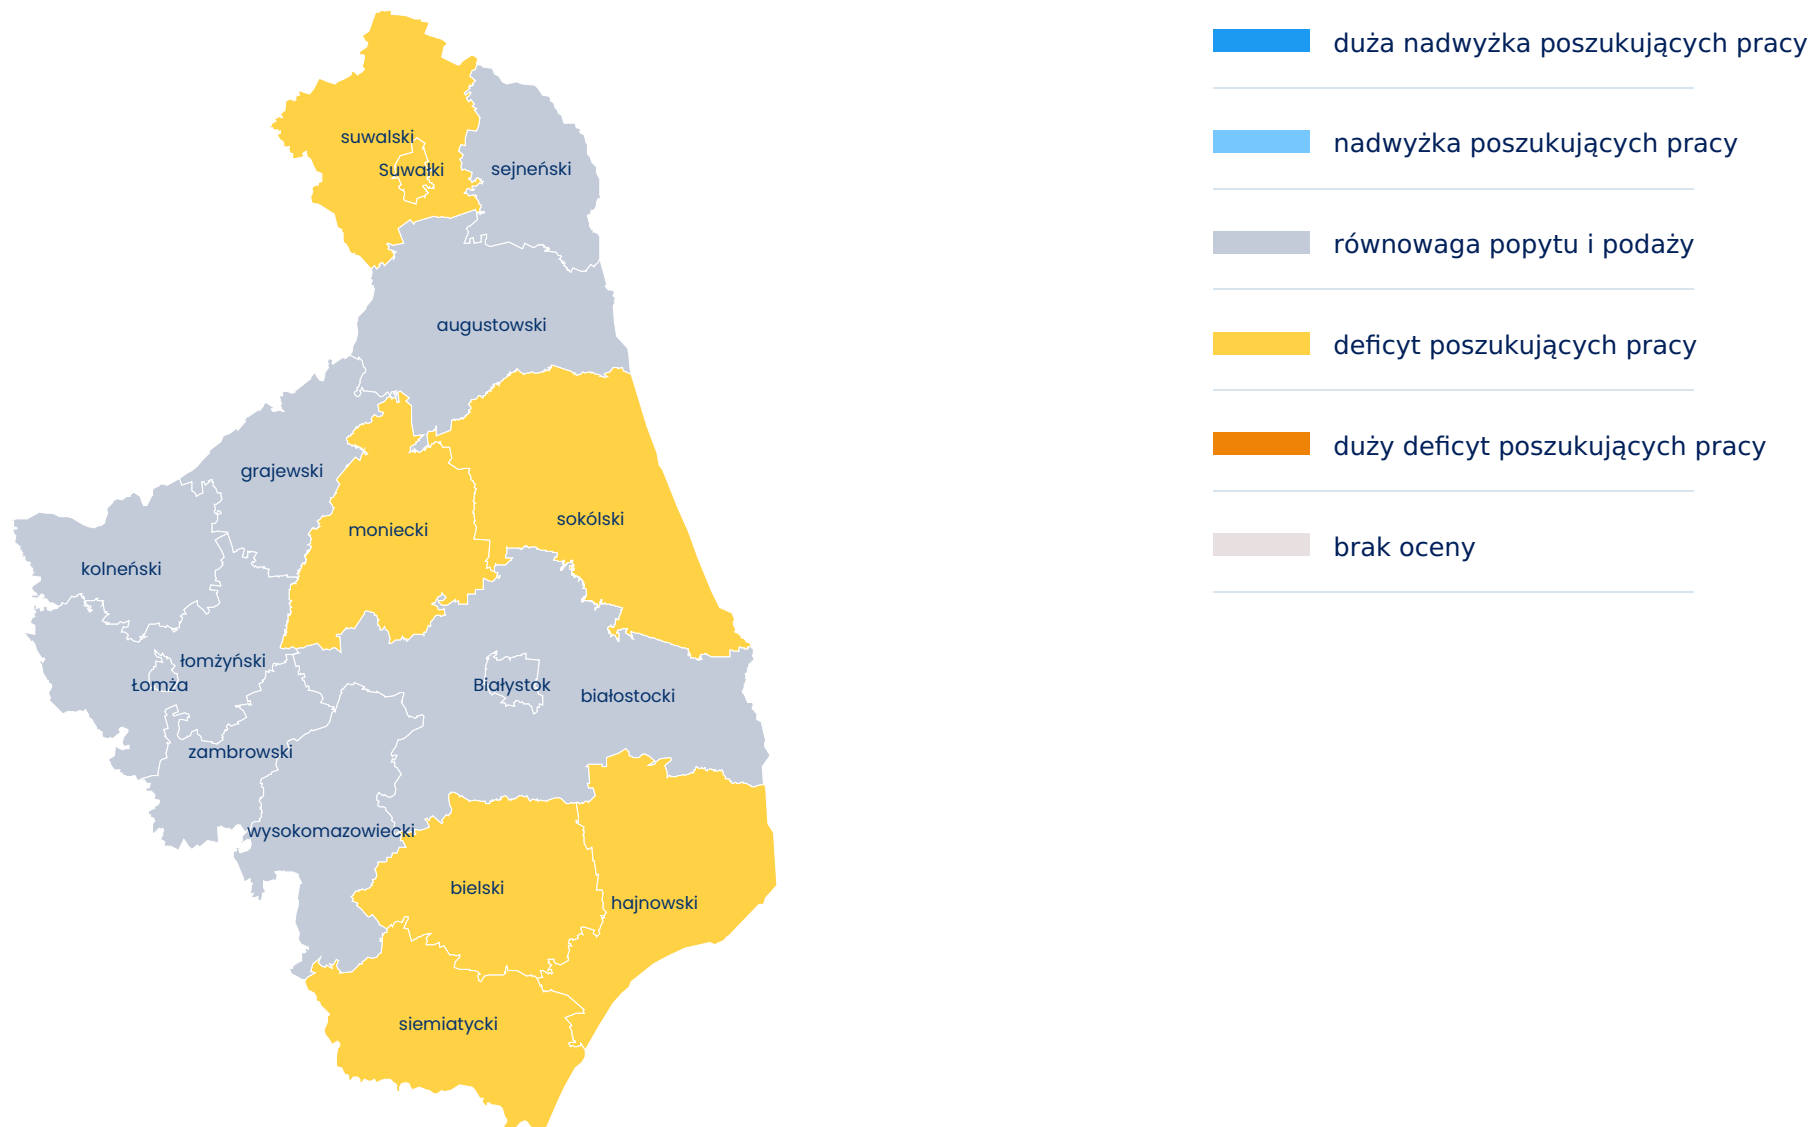 suwalski
Suwałki
sejneński
augustowski
grajewski
moniecki
sokólski
kolneński
łomżyński
Łomża
Białystok
białostocki
zambrowski
wysokomazowiecki
bielski
hajnowski
siemiatycki
duża nadwyżka poszukujących pracy
nadwyżka poszukujących pracy
równowaga popytu i podaży
deficyt poszukujących pracy
duży deficyt poszukujących pracy
brak oceny